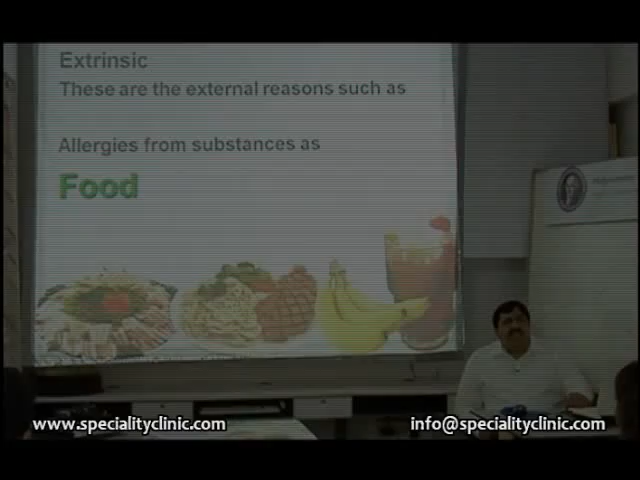 Extrinsic
These are the external reasons such as
Allergies from substances as
Food
www.specialityclinic.com
info@specialityclinic.com